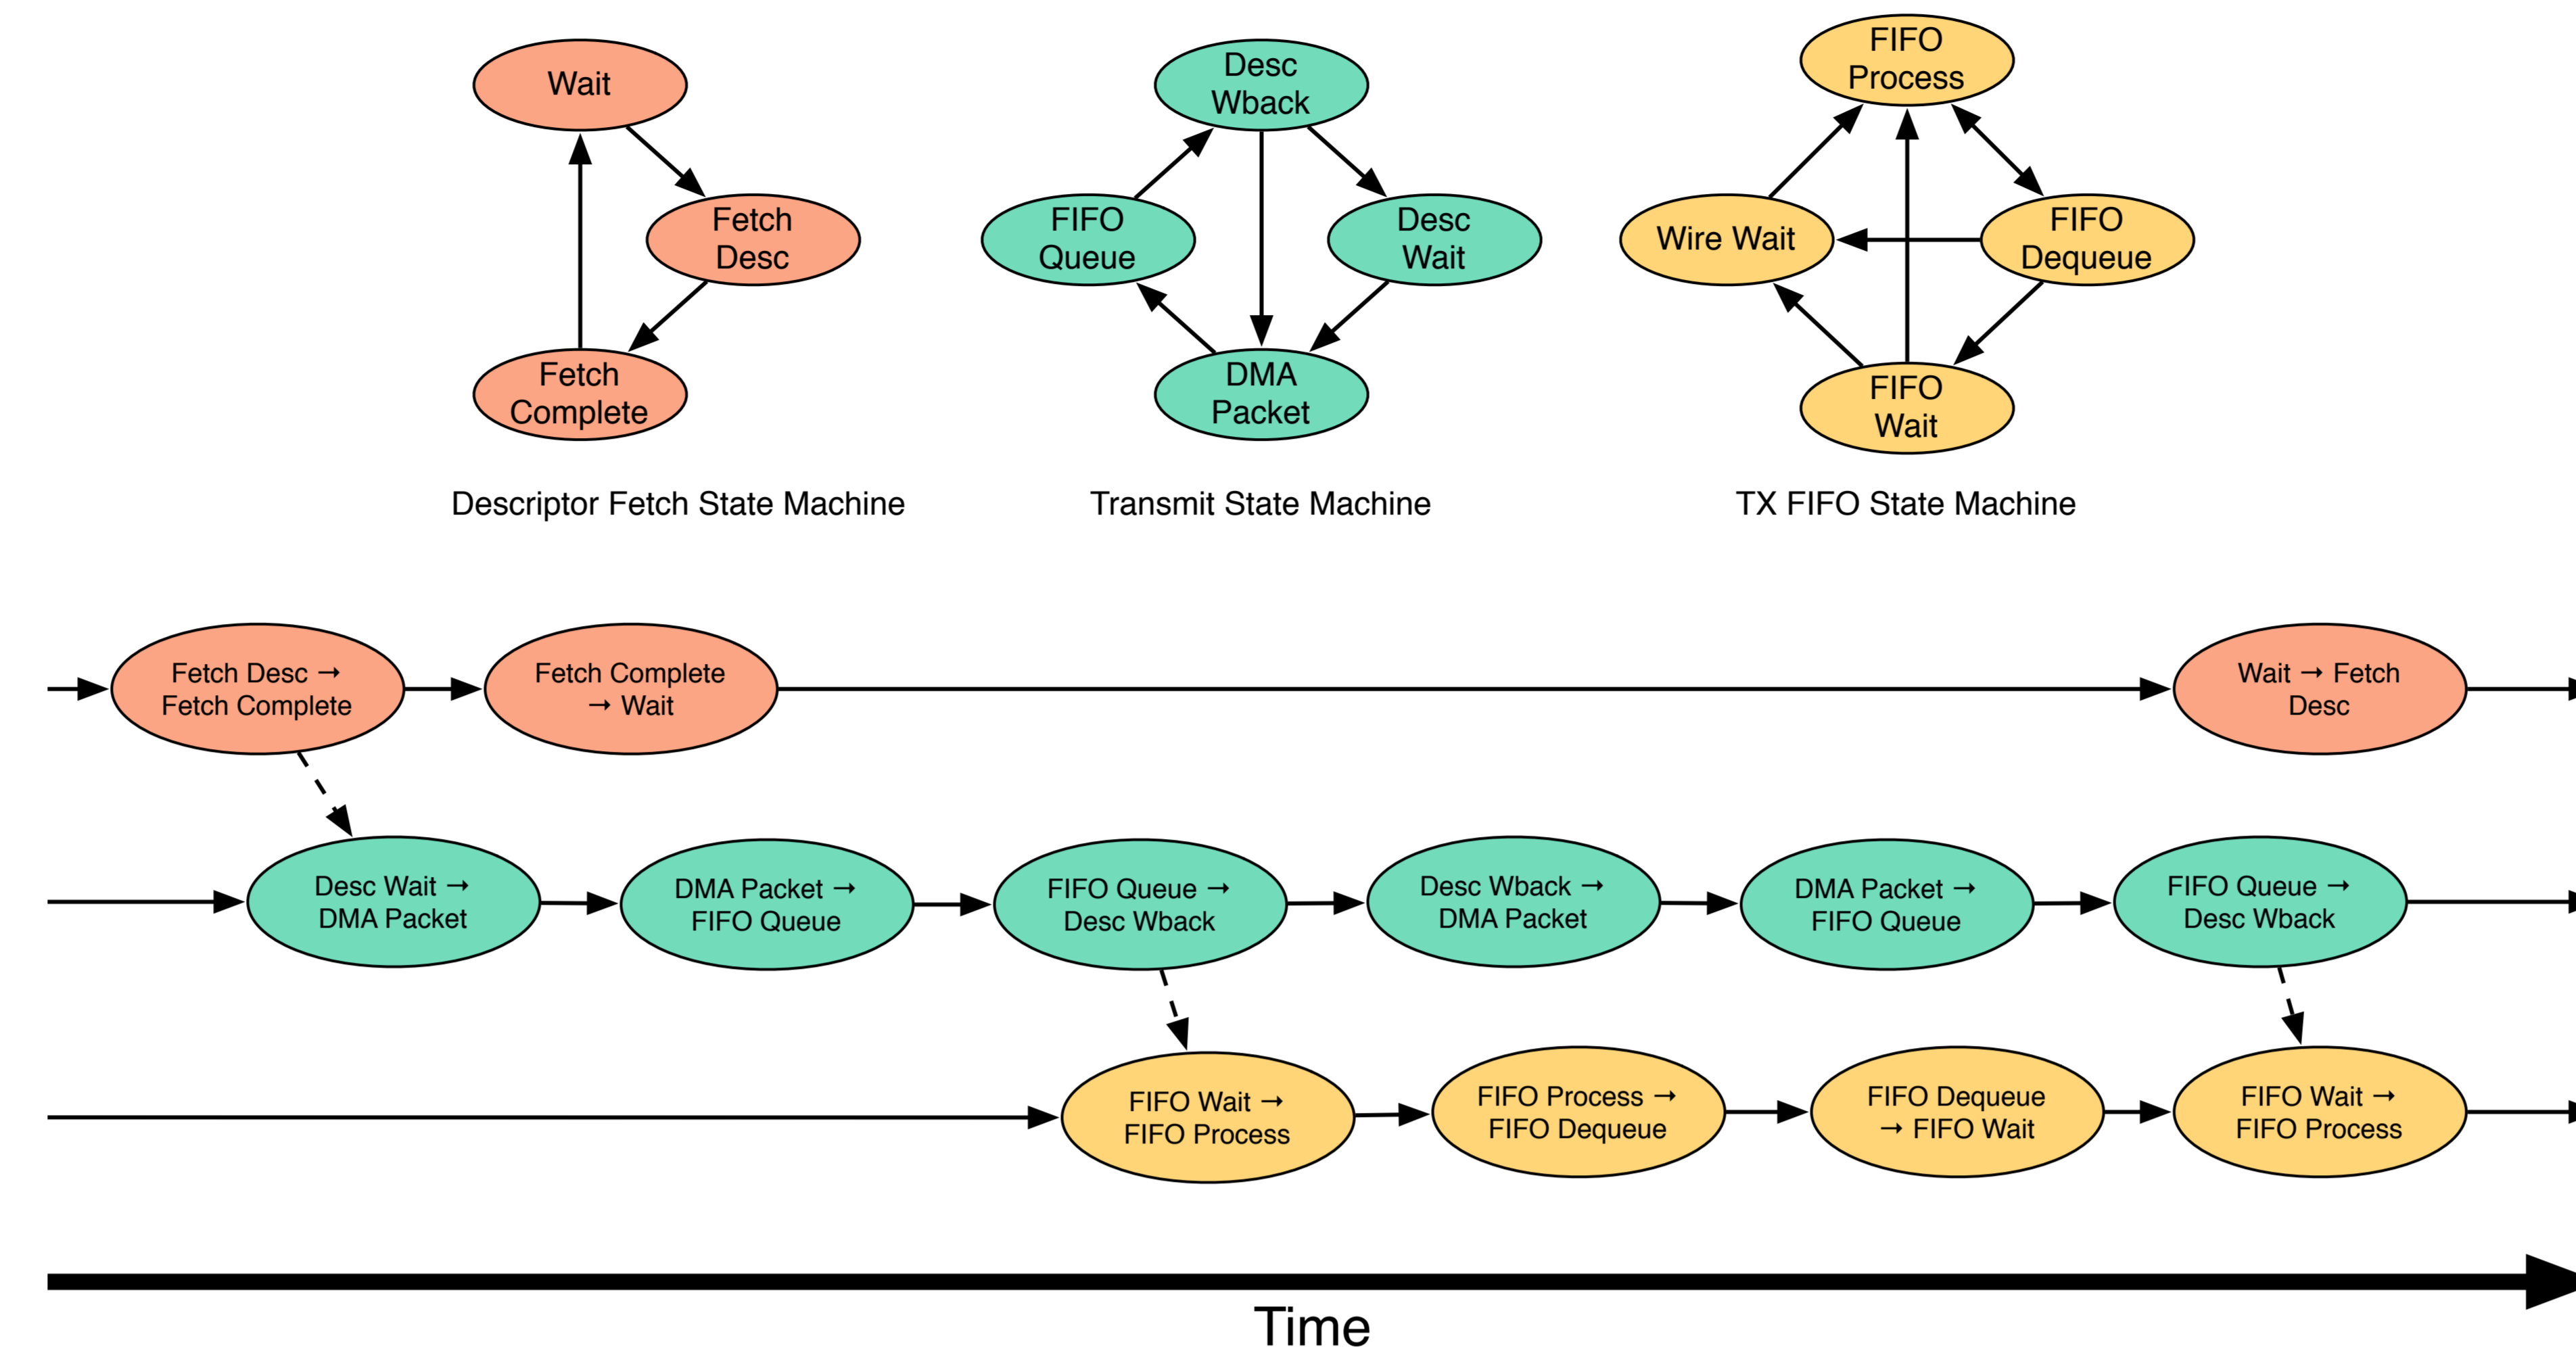 Wait
Fetch
Desc
Fetch
Complete
Descriptor Fetch State Machine
Desc
Wback
FIFO
Queue
Desc
Wait
DMA
Packet
Transmit State Machine
FIFO
Process
Wire Wait
FIFO
Dequeue
FIFO
Wait
TX FIFO State Machine
Fetch Desc →
Fetch Complete
Fetch Complete
→ Wait
Wait → Fetch
Desc
Desc Wait →
DMA Packet
DMA Packet →
FIFO Queue
FIFO Queue →
Desc Wback
Desc Wback →
DMA Packet
DMA Packet →
FIFO Queue
FIFO Queue →
Desc Wback
FIFO Wait →
FIFO Process
FIFO Process →
FIFO Dequeue
FIFO Dequeue
→ FIFO Wait
FIFO Wait →
FIFO Process
Time